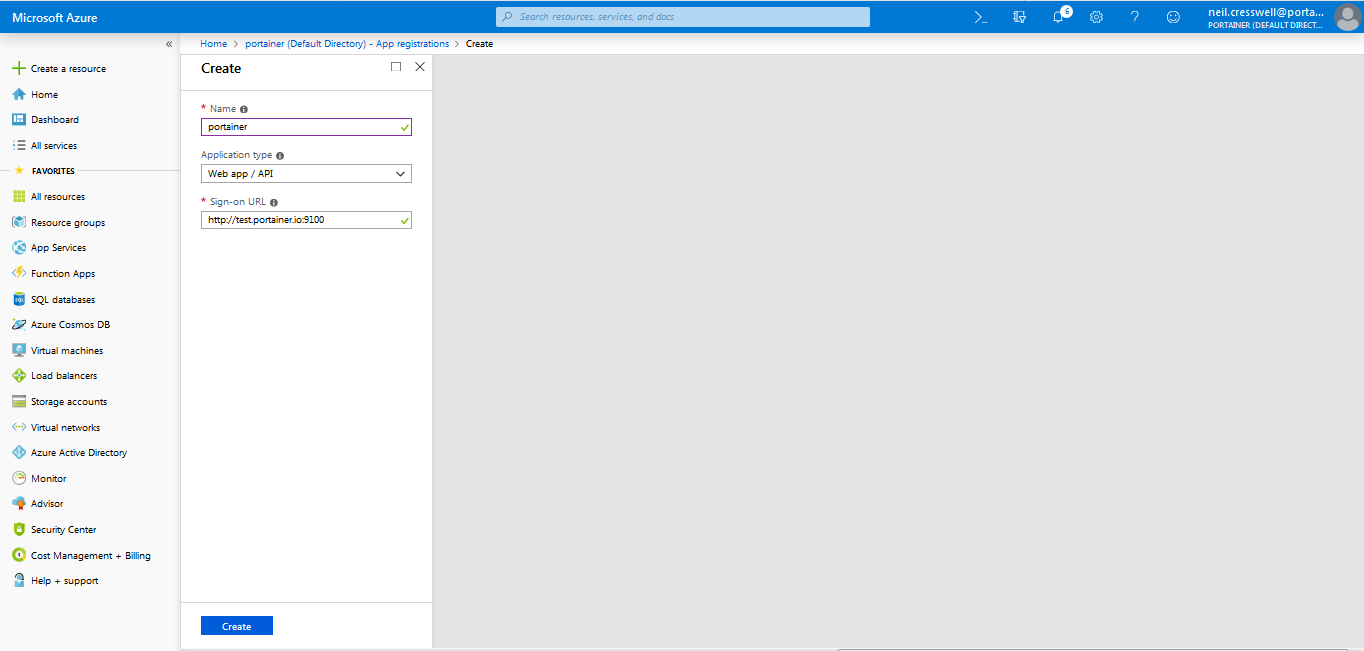 Microsoft Azure
Search resources, services, and docs
6
neil.cresswell@porta...
PORTAINER (DEFAULT DIRECT...
«
Home > portainer (Default Directory) - App registrations > Create
Create a resource
Home
Dashboard
All services
FAVORITES
All resources
Resource groups
App Services
Function Apps
SQL databases
Azure Cosmos DB
Virtual machines
Load balancers
Storage accounts
Virtual networks
Azure Active Directory
Monitor
Advisor
Security Center
Cost Management + Billing
Help + support
Create
* Name
portainer
Application type
Web app / API
* Sign-on URL
http://test.portainer.io:9100
Create